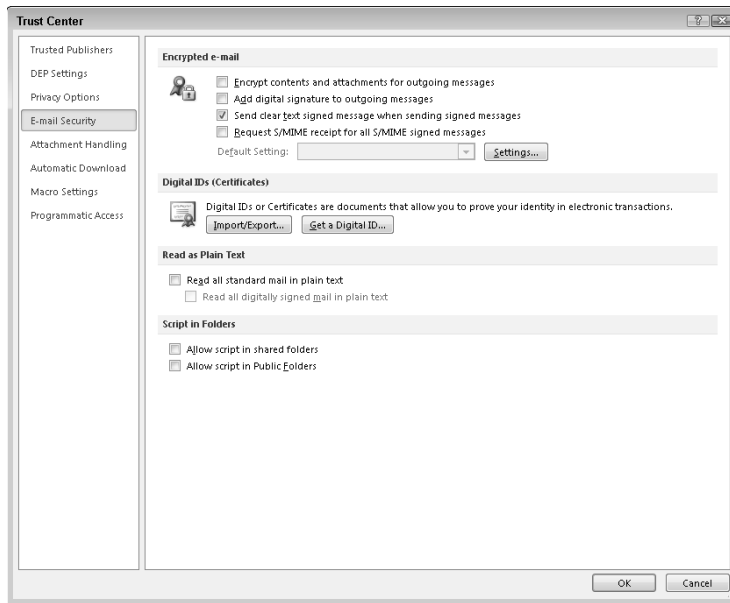 Trust Center
Trusted Publishers
DEP Settings
Privacy Options
E-mail Security
Attachment Handling
Automatic Download
Macro Settings
Programmatic Access
Encrypted e-mail
Encrypt contents and attachments for outgoing messages
Add digital signature to outgoing messages
Send clear text signed message when sending signed messages
Request S/MIME receipt for all S/MIME signed messages
Default Setting:
Settings...
Digital IDs (Certificates)
Digital IDs or Certificates are documents that allow you to prove your identity in electronic transactions.
Import/Export... Get a Digital ID...
Read as Plain Text
Read all standard mail in plain text
Read all digitally signed mail in plain text
Script in Folders
Allow script in shared folders
Allow script in Public Folders
OK Cancel